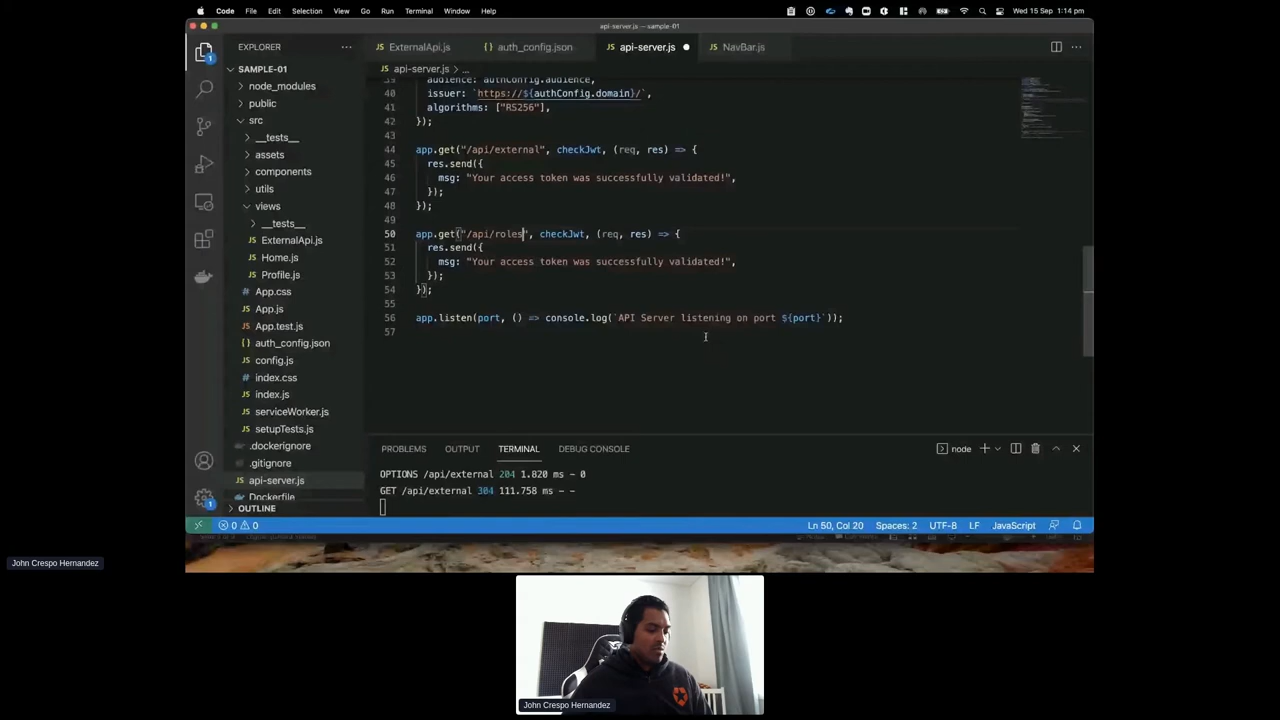 Code File Edit Selection View Go Run Terminal Window Help Wed 15 Sep 1:14 pm
api-server.js — sample-01
EXPLORER
ExternalApi.js
auth_config.json
api-server.js
NavBar.js
api-server.js > ...
SAMPLE-01
node_modules
public
src
__tests__
assets
components
utils
views
__tests__
ExternalApi.js
Home.js
Profile.js
App.css
App.js
App.test.js
auth_config.json
config.js
index.css
index.js
serviceWorker.js
setupTests.js
.dockerignore
.gitignore
api-server.js
Dockerfile
OUTLINE
39 audience: authConfig.audience,
40 issuer: `https://${authConfig.domain}/`,
41 algorithms: ["RS256"],
42 });
43
44 app.get("/api/external", checkJwt, (req, res) => {
45 res.send({
46 msg: "Your access token was successfully validated!",
47 });
48 });
49
50 app.get("/api/roles", checkJwt, (req, res) => {
51 res.send({
52 msg: "Your access token was successfully validated!",
53 });
54 });
55
56 app.listen(port, () => console.log(`API Server listening on port ${port}`));
57
PROBLEMS OUTPUT TERMINAL DEBUG CONSOLE
node
OPTIONS /api/external 204 1.820 ms - 0
GET /api/external 304 111.758 ms - -
0 0
Ln 50, Col 20 Spaces: 2 UTF-8 LF JavaScript
John Crespo Hernandez
John Crespo Hernandez